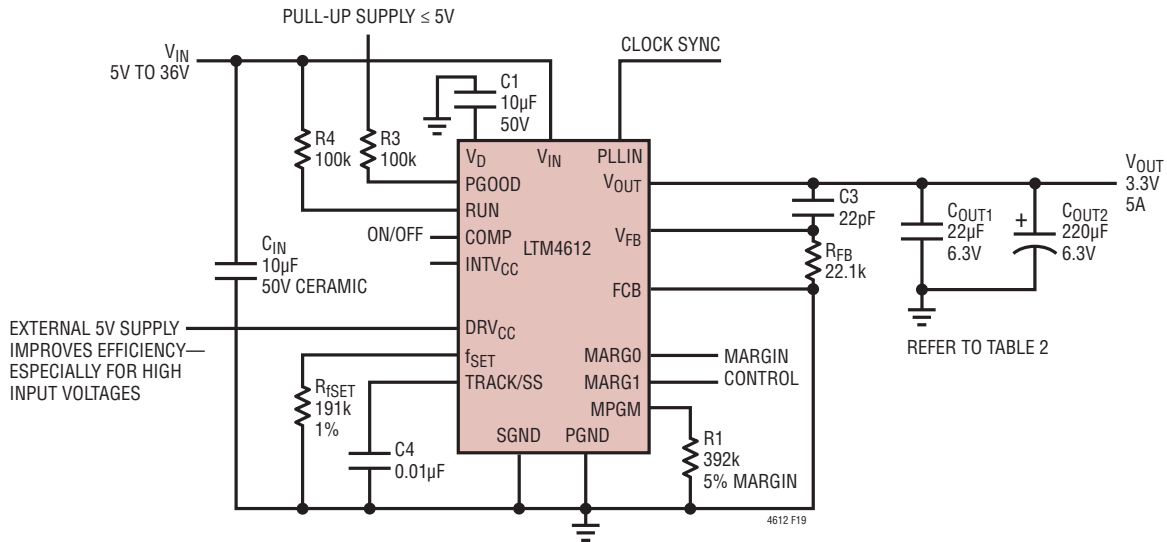 PULL-UP SUPPLY ≤ 5V
CLOCK SYNC
VIN
5V TO 36V
C1
10µF
50V
R4
100k
R3
100k
VD
VIN
PLLIN
PGOOD
VOUT
RUN
COMP
ON/OFF
INTVCC
LTM4612
VFB
FCB
C3
22pF
RFB
22.1k
COUT1
22µF
6.3V
+
COUT2
220µF
6.3V
VOUT
3.3V
5A
REFER TO TABLE 2
CIN
10µF
50V CERAMIC
EXTERNAL 5V SUPPLY
IMPROVES EFFICIENCY—
ESPECIALLY FOR HIGH
INPUT VOLTAGES
DRVCC
fSET
TRACK/SS
MARG0
MARG1
MPGM
MARGIN
CONTROL
RfSET
191k
1%
C4
0.01µF
SGND
PGND
R1
392k
5% MARGIN
4612 F19